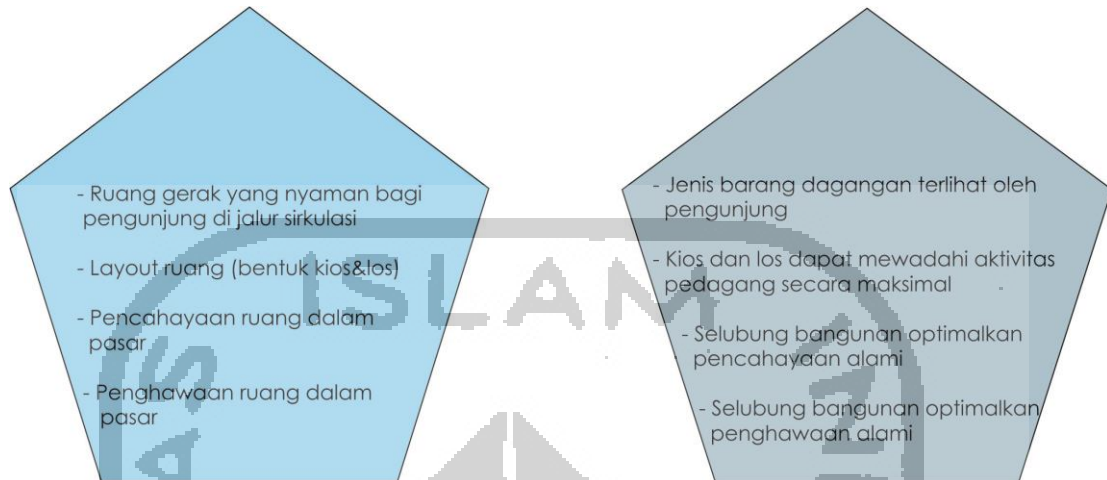 - Ruang gerak yang nyaman bagi
pengunjung di jalur sirkulasi
- Layout ruang (bentuk kios&los)
- Pencahayaan ruang dalam
pasar
- Penghawaan ruang dalam
pasar
- Jenis barang dagangan terlihat oleh
pengunjung
- Kios dan los dapat mewadahi aktivitas
pedagang secara maksimal
- Selubung bangunan optimalkan
pencahayaan alami
- Selubung bangunan optimalkan
penghawaan alami
ISLAM